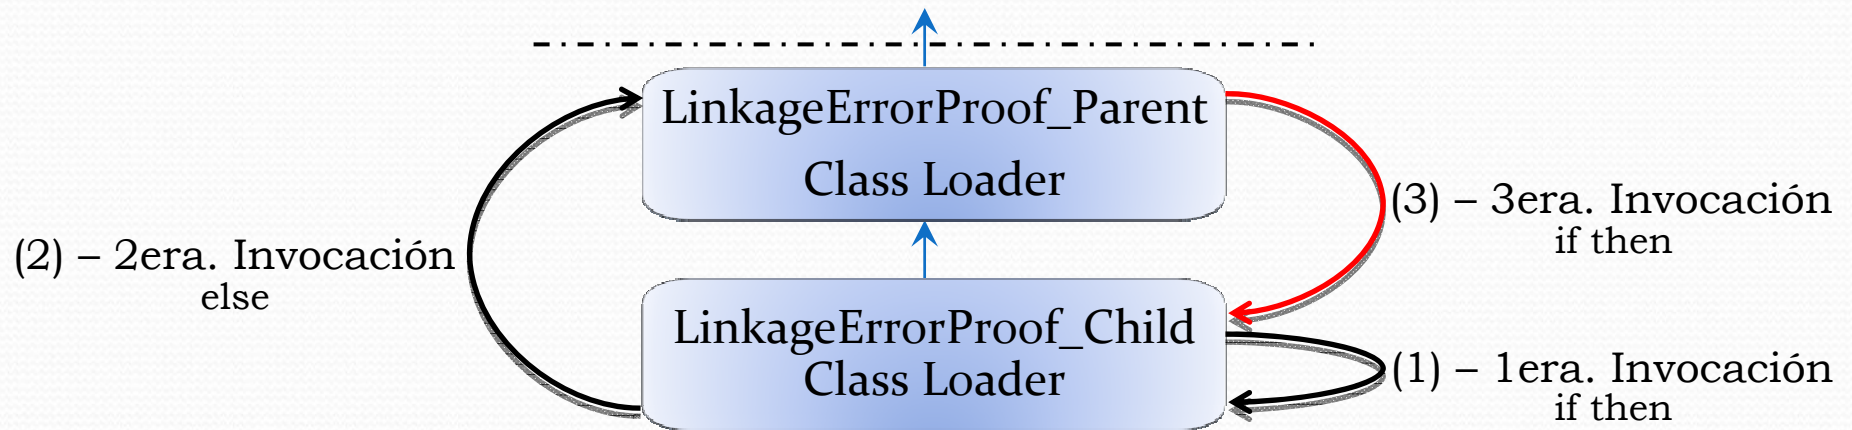 LinkageErrorProof_Parent
Class Loader
(3) – 3era. Invocación
if then
(2) – 2era. Invocación
else
LinkageErrorProof_Child
Class Loader
(1) – 1era. Invocación
if then